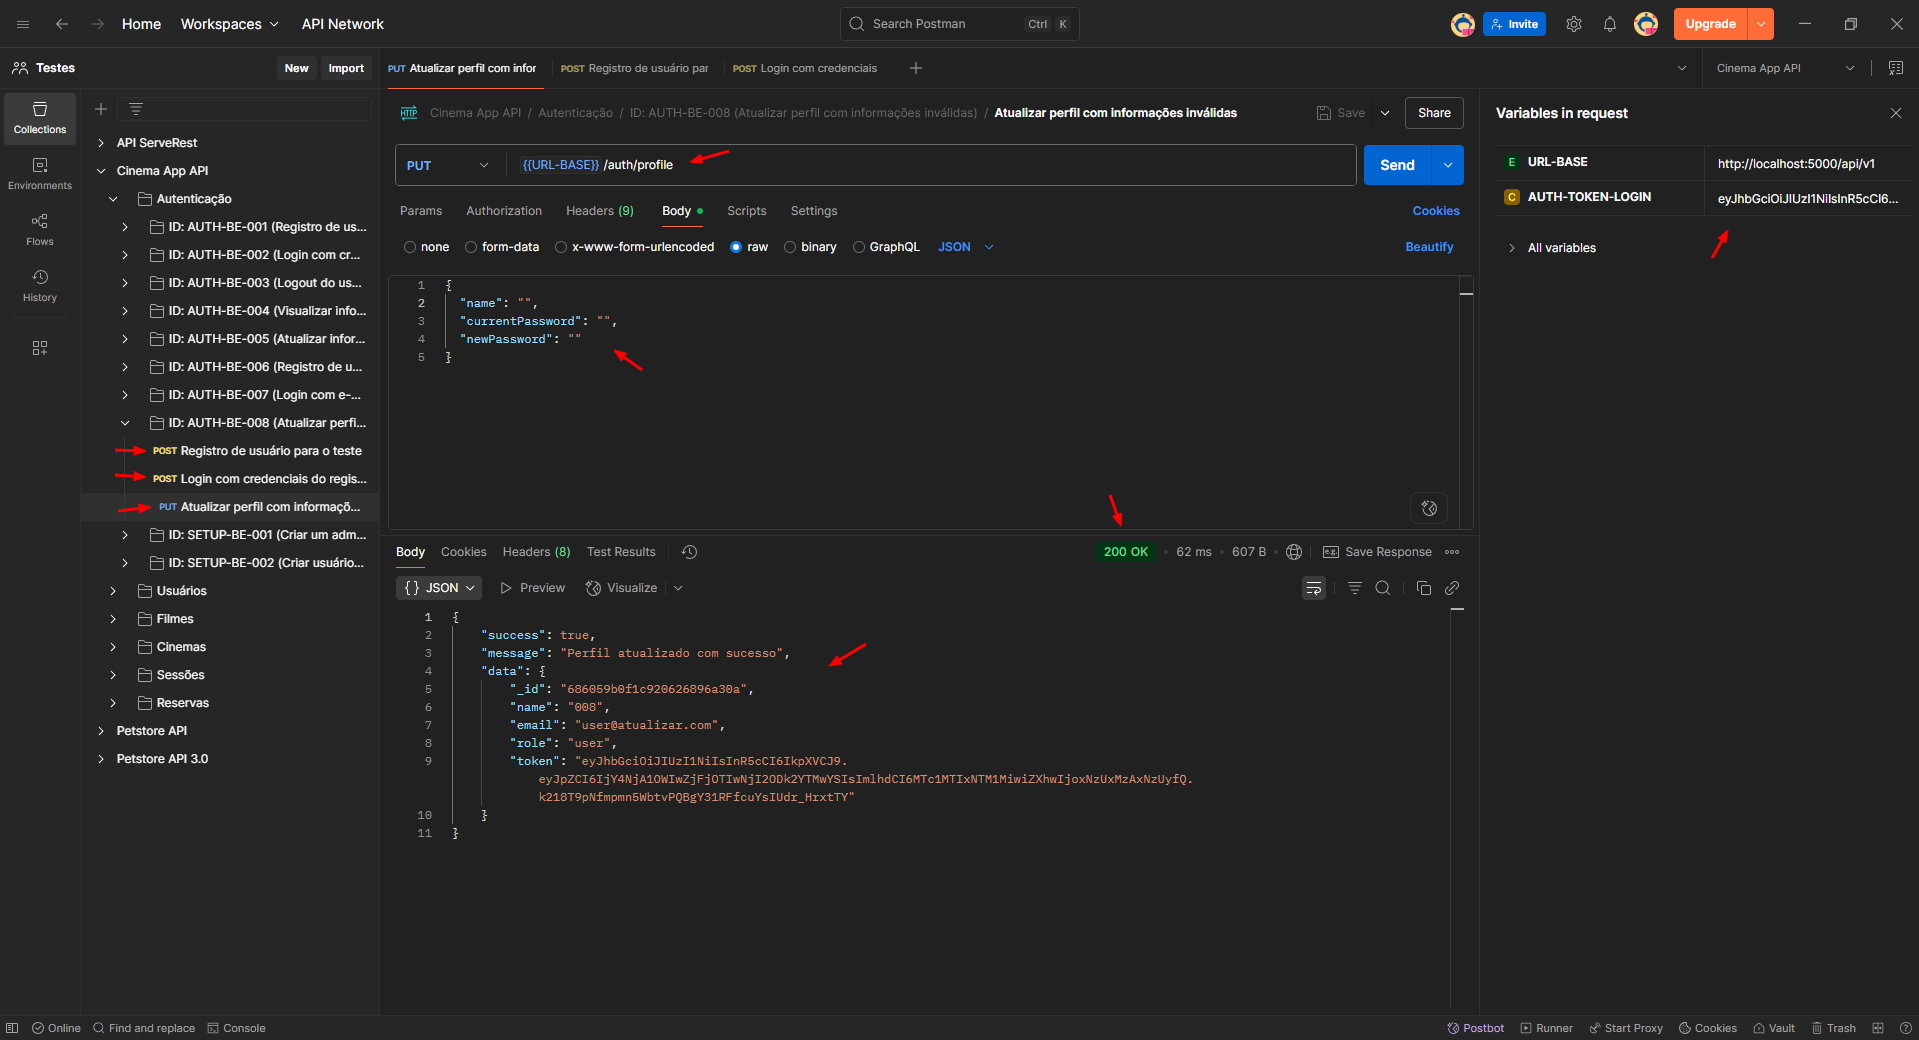 Home
Workspaces
API Network
Search Postman
Ctrl K
Invite
Upgrade
Testes
New
Import
PUT Atualizar perfil com infor
POST Registro de usuário par
POST Login com credenciais
Cinema App API
Collections
Environments
Flows
History
API ServeRest
Cinema App API
Autenticação
ID: AUTH-BE-001 (Registro de us...
ID: AUTH-BE-002 (Login com cr...
ID: AUTH-BE-003 (Logout do us...
ID: AUTH-BE-004 (Visualizar info...
ID: AUTH-BE-005 (Atualizar infor...
ID: AUTH-BE-006 (Registro de u...
ID: AUTH-BE-007 (Login com e-...
ID: AUTH-BE-008 (Atualizar perfi...
POST Registro de usuário para o teste
POST Login com credenciais do regis...
PUT Atualizar perfil com informaçõ...
ID: SETUP-BE-001 (Criar um adm...
ID: SETUP-BE-002 (Criar usuário...
Usuários
Filmes
Cinemas
Sessões
Reservas
Petstore API
Petstore API 3.0
HTTP Cinema App API / Autenticação / ID: AUTH-BE-008 (Atualizar perfil com informações inválidas) / Atualizar perfil com informações inválidas
Save
Share
PUT {{URL-BASE}} /auth/profile
Send
Params Authorization Headers (9) Body Scripts Settings
Cookies
none form-data x-www-form-urlencoded raw binary GraphQL JSON
Beautify
1 {
2 "name": "",
3 "currentPassword": "",
4 "newPassword": ""
5 }
Body Cookies Headers (8) Test Results
200 OK • 62 ms • 607 B
e.g. Save Response
{} JSON Preview Visualize
1 {
2 "success": true,
3 "message": "Perfil atualizado com sucesso",
4 "data": {
5 "_id": "686059b0f1c920626896a30a",
6 "name": "008",
7 "email": "user@atualizar.com",
8 "role": "user",
9 "token": "eyJhbGciOiJIUzI1NiIsInR5cCI6IkpXVCJ9.
eyJpZCI6IjY4NjA1OWIwZjFjOTIwNjI2ODk2YTMwYSIsImlhdCI6MTc1MTIxNTM1MiwiZXhwIjoxNzUxMzAxNzUyfQ.
k218T9pNfmpmn5WbtvPQBgY31RFfcuYsIUdr_HrxtTY"
10 }
11 }
Variables in request
E URL-BASE http://localhost:5000/api/v1
C AUTH-TOKEN-LOGIN eyJhbGciOiJIUzI1NiIsInR5cCI6...
All variables
Online
Find and replace
Console
Postbot
Runner
Start Proxy
Cookies
Vault
Trash